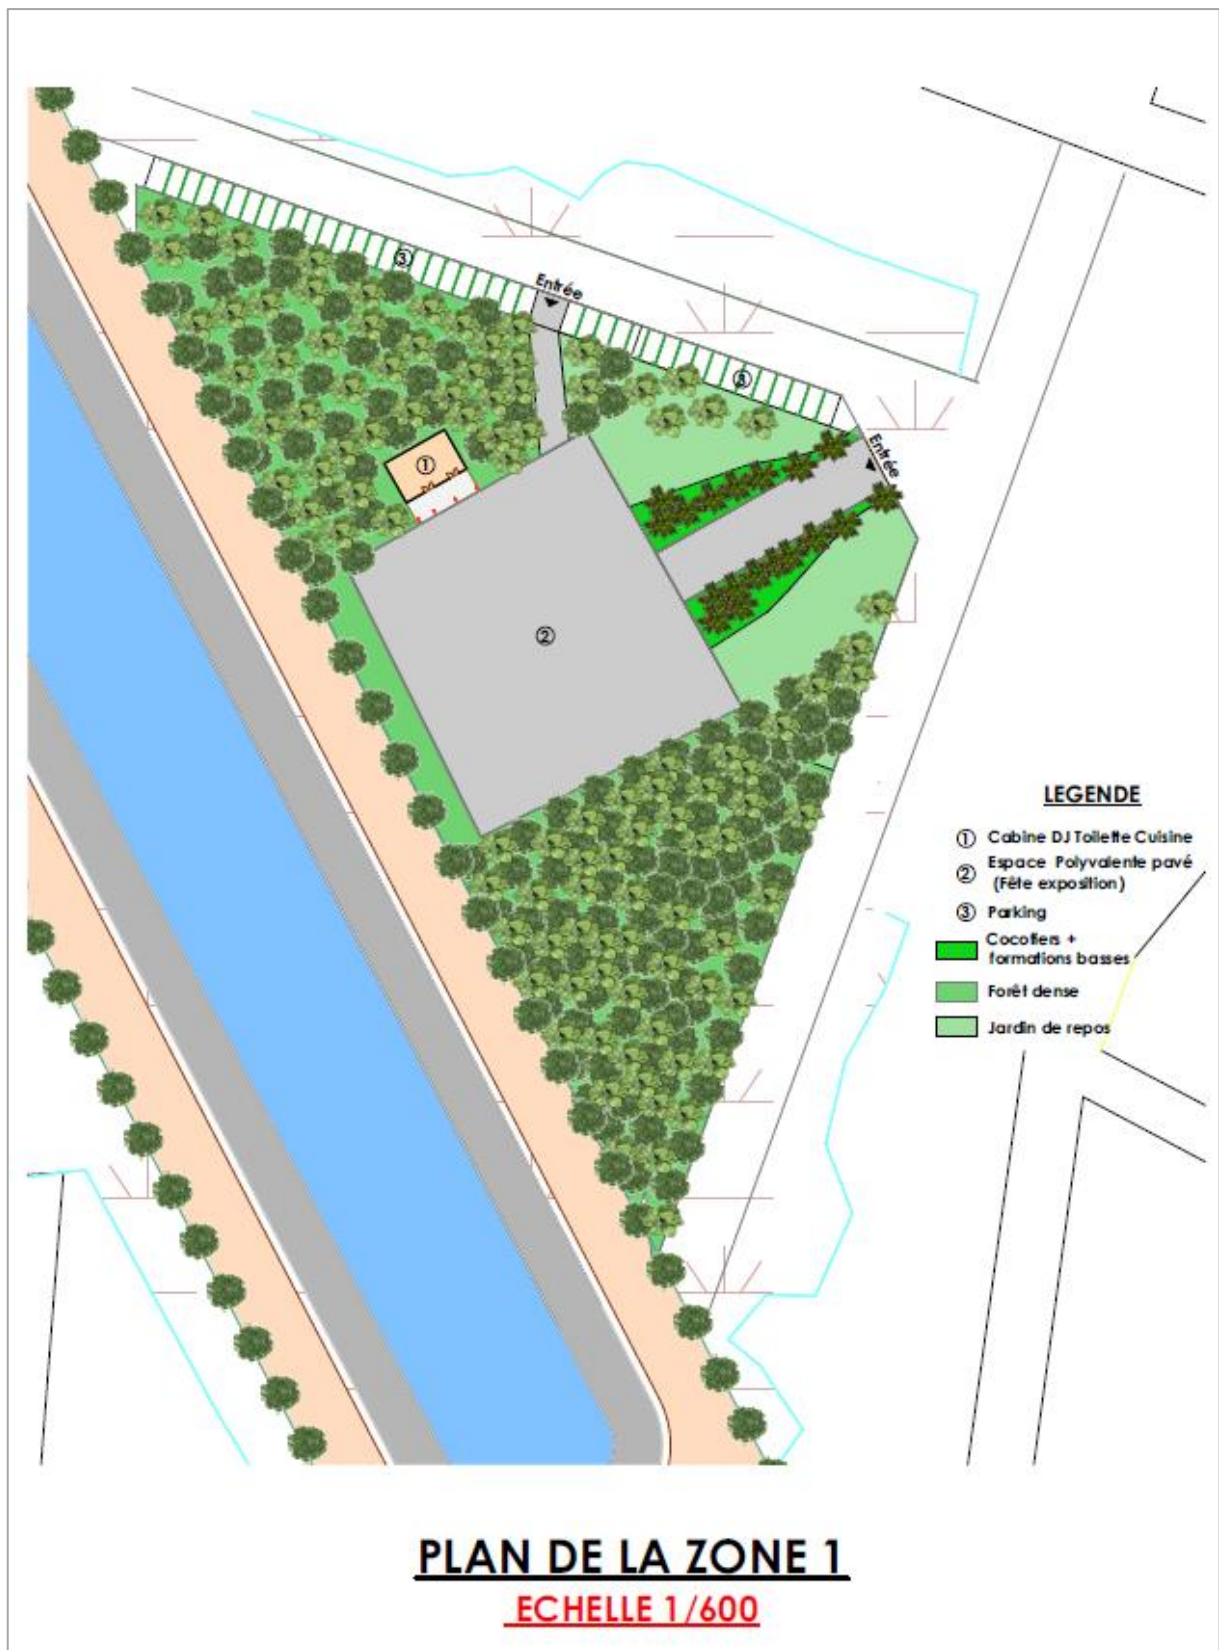 ③
Entrée
③
Entrée
①
②
LEGENDE
① Cabine DJ Toilette Cuisine
② Espace Polyvalente pavé
(Fête exposition)
③ Parking
Cocotiers +
formations basses
Forêt dense
Jardin de repos
PLAN DE LA ZONE 1
ECHELLE 1/600